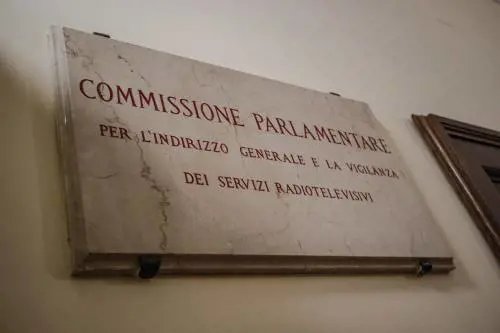 COMMISSIONE PARLAMENTARE
PER L'INDIRIZZO GENERALE E LA VIGILANZA
DEI SERVIZI RADIOTELEVISIVI